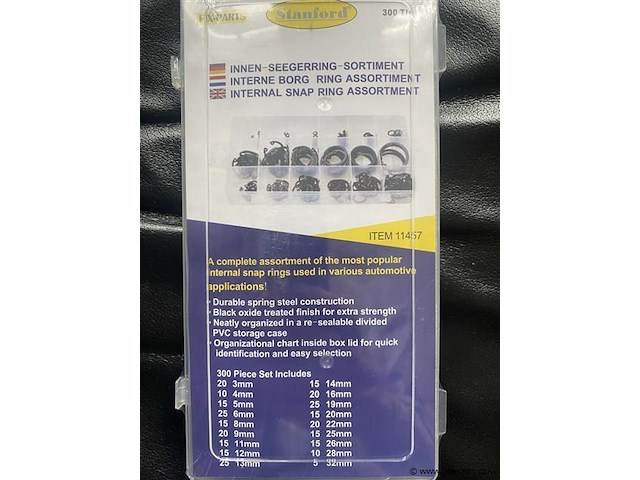 Stanford
300
INNEN-SEEGERRING-SORTIMENT
INTERNE BORG RING ASSORTIMENT
INTERNAL SNAP RING ASSORTMENT
ITEM 11457
A complete assortment of the most popular
internal snap rings used in various automotive
applications!
· Durable spring steel construction
· Black oxide treated finish for extra strength
· Neatly organized in a re-sealable divided
PVC storage case
· Organizational chart inside box lid for quick
identification and easy selection
300 Piece Set Includes
20 3mm 15 14mm
10 4mm 20 16mm
15 5mm 25 19mm
25 6mm 15 20mm
15 8mm 20 22mm
20 9mm 15 25mm
15 11mm 15 26mm
15 12mm 10 28mm
25 13mm 5 32mm